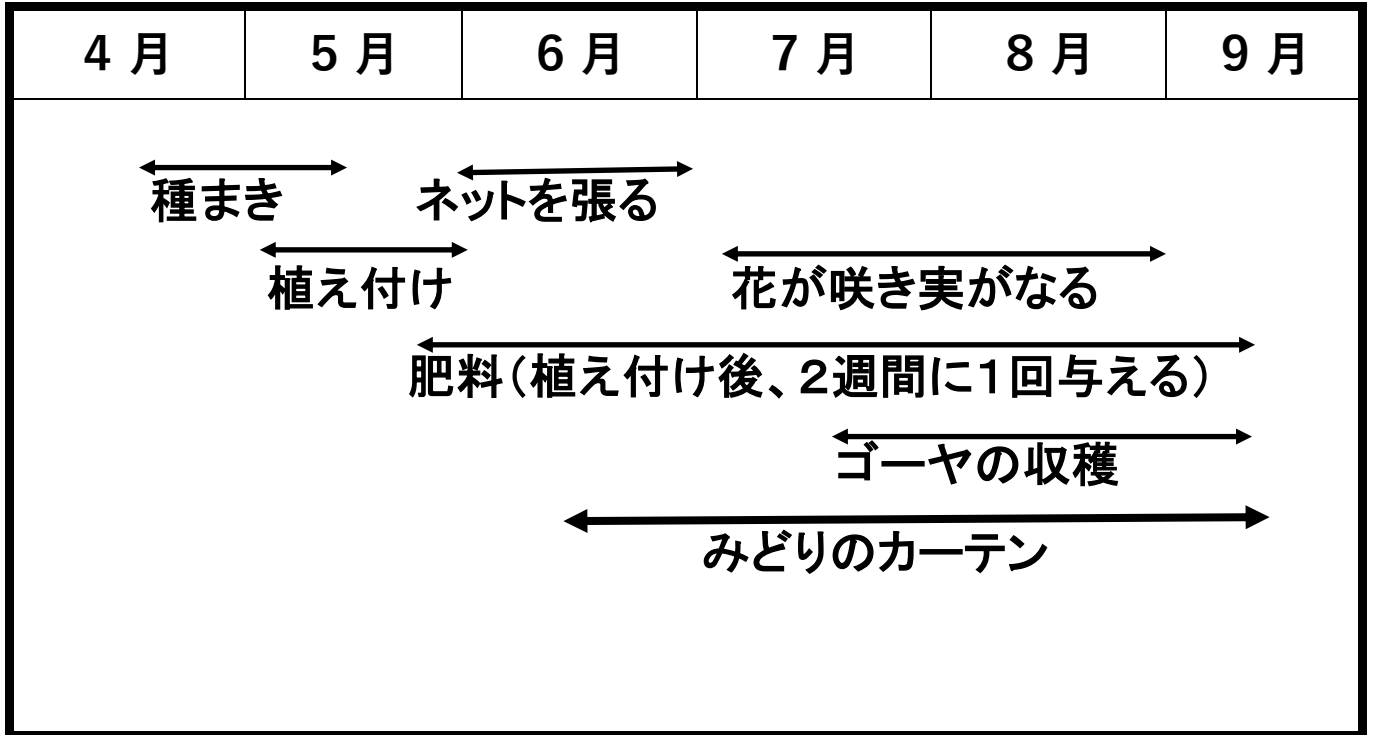 4 月 5 月 6 月 7 月 8 月 9 月
種まき ネットを張る
植え付け 花が咲き実がなる
肥料（植え付け後、２週間に１回与える）
ゴーヤの収穫
みどりのカーテン